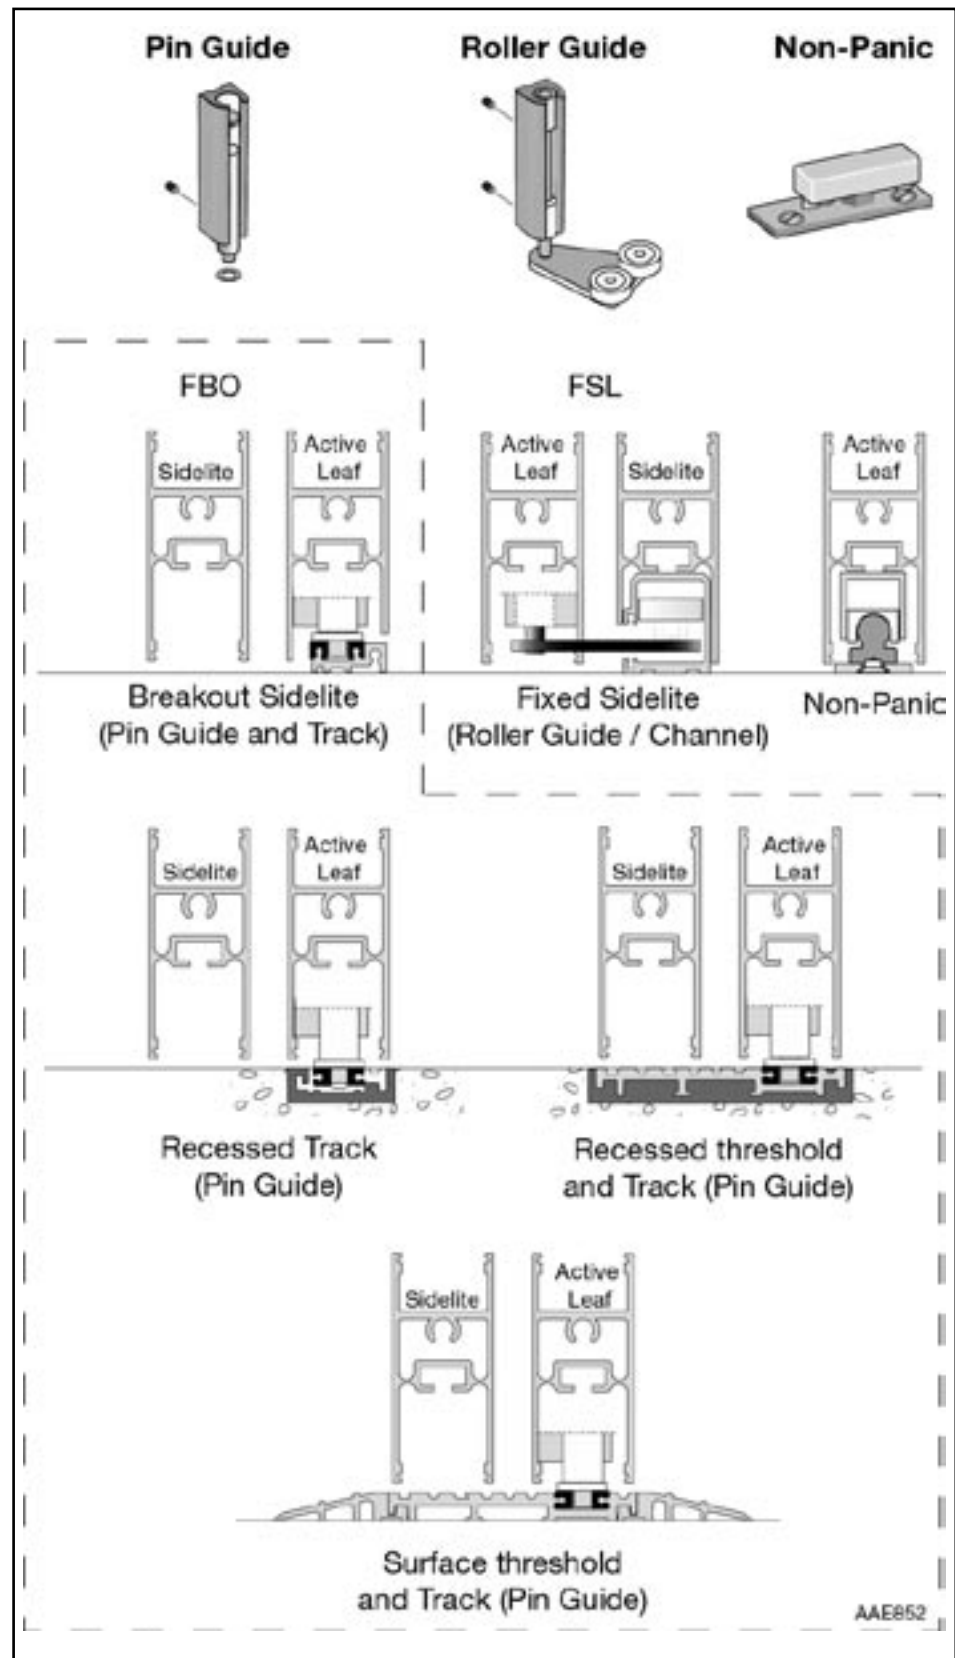 Pin Guide
Roller Guide
Non-Panic
FBO
FSL
Sidelite
Active
Leaf
Active
Leaf
Sidelite
Active
Leaf
Breakout Sidelite
(Pin Guide and Track)
Fixed Sidelite
(Roller Guide / Channel)
Non-Panic
Sidelite
Active
Leaf
Sidelite
Active
Leaf
Recessed Track
(Pin Guide)
Recessed threshold
and Track (Pin Guide)
Sidelite
Active
Leaf
Surface threshold
and Track (Pin Guide)
AAE852